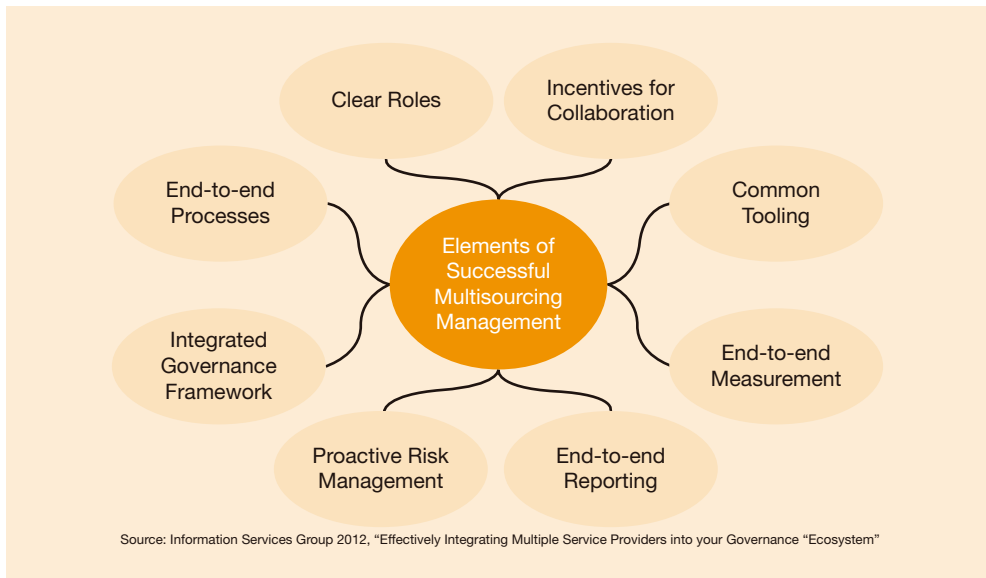 Clear Roles
Incentives for
Collaboration
End-to-end
Processes
Common
Tooling
Elements of
Successful
Multisourcing
Management
Integrated
Governance
Framework
End-to-end
Measurement
Proactive Risk
Management
End-to-end
Reporting
Source: Information Services Group 2012, “Effectively Integrating Multiple Service Providers into your Governance “Ecosystem”